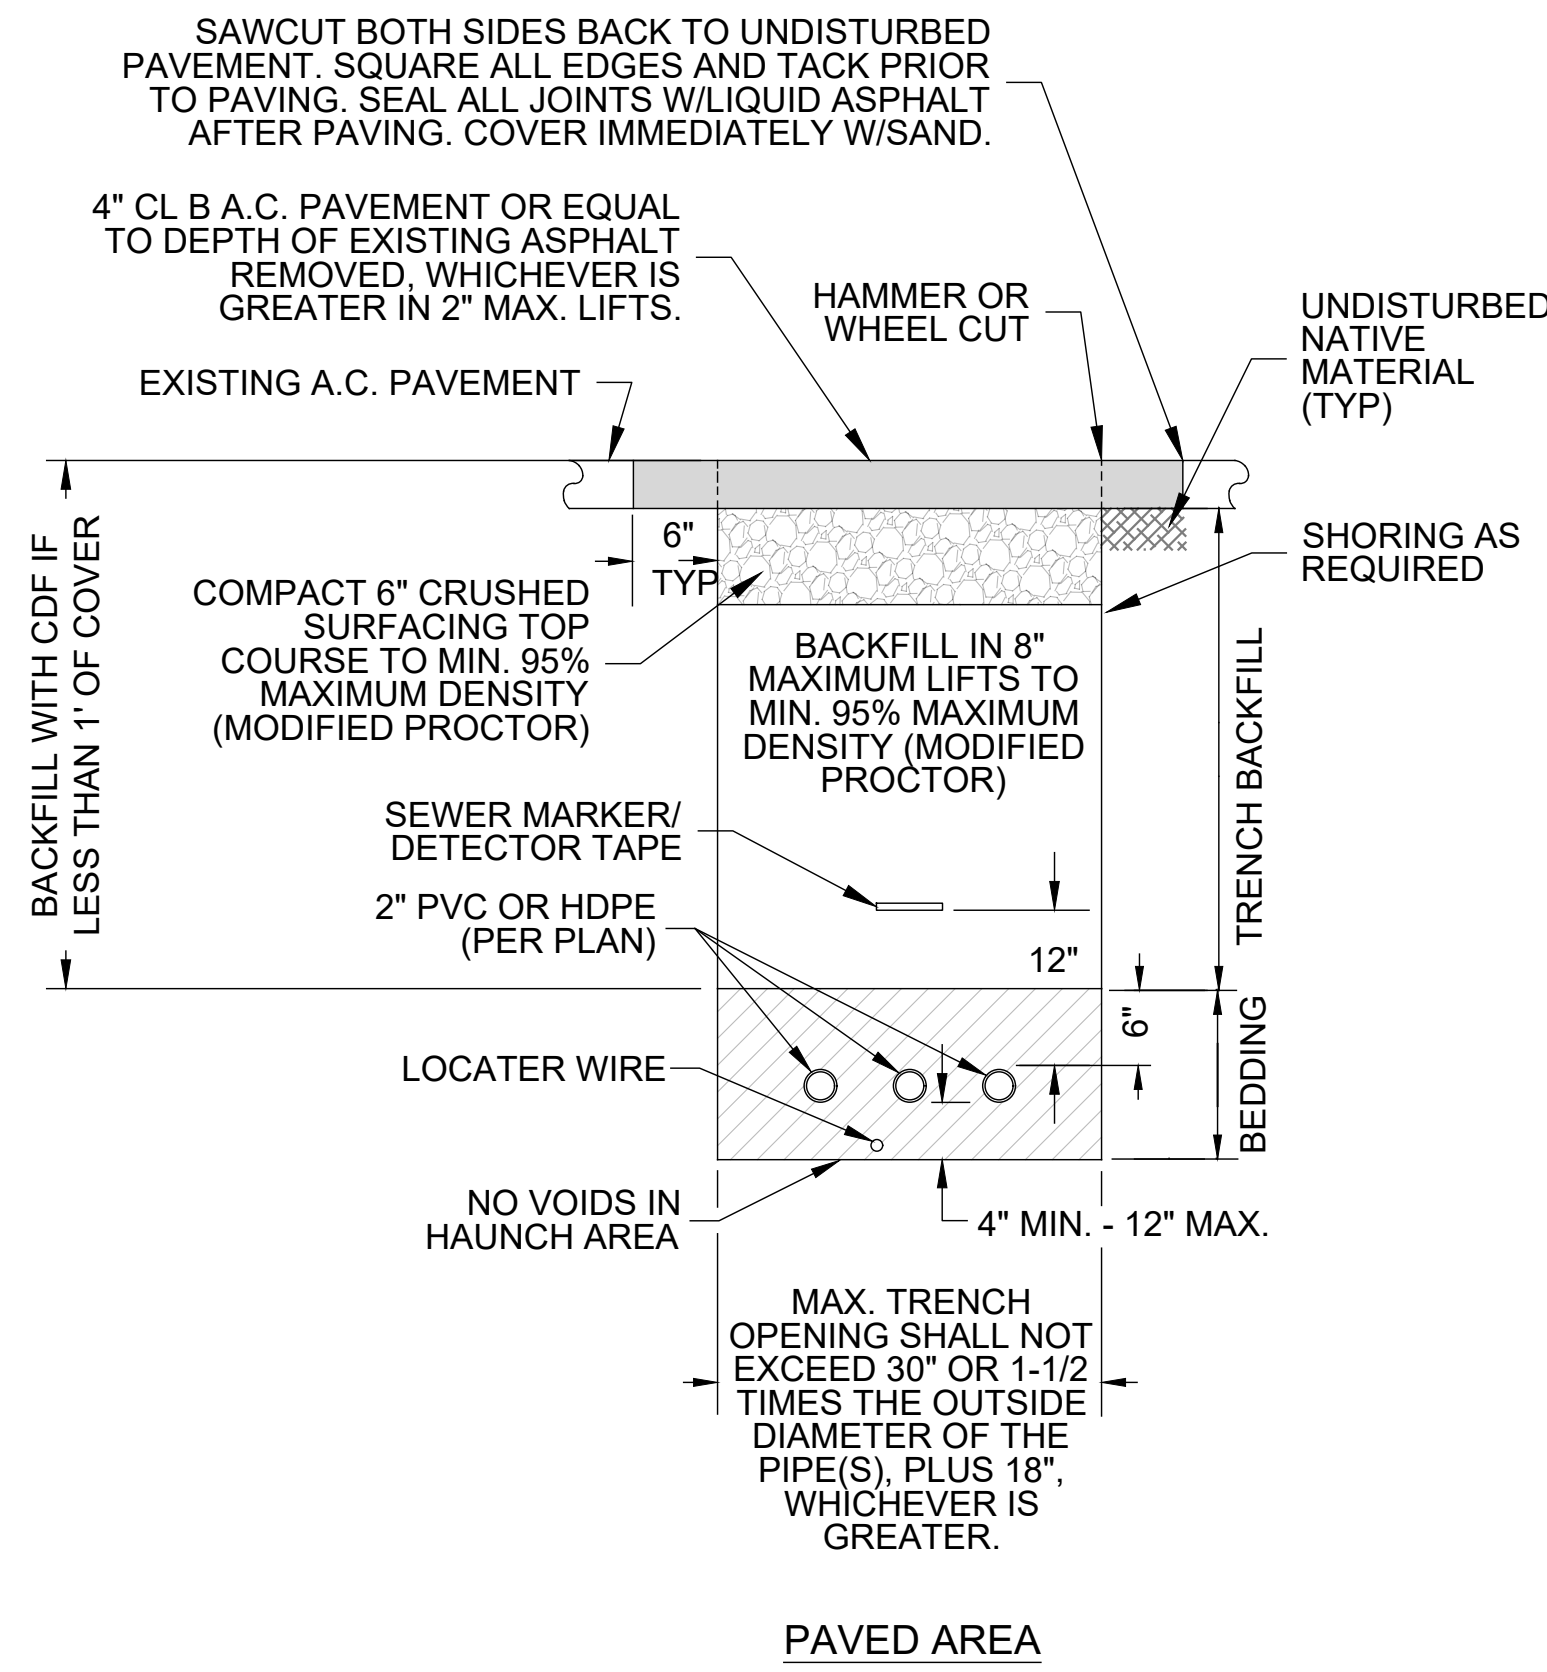 SAWCUT BOTH SIDES BACK TO UNDISTURBED
PAVEMENT. SQUARE ALL EDGES AND TACK PRIOR
TO PAVING. SEAL ALL JOINTS W/LIQUID ASPHALT
AFTER PAVING. COVER IMMEDIATELY W/SAND.
4" CL B A.C. PAVEMENT OR EQUAL
TO DEPTH OF EXISTING ASPHALT
REMOVED, WHICHEVER IS
GREATER IN 2" MAX. LIFTS.
HAMMER OR
WHEEL CUT
UNDISTURBED
NATIVE
MATERIAL
(TYP)
EXISTING A.C. PAVEMENT
BACKFILL WITH CDF IF
LESS THAN 1' OF COVER
6"
TYP
SHORING AS
REQUIRED
COMPACT 6" CRUSHED
SURFACING TOP
COURSE TO MIN. 95%
MAXIMUM DENSITY
(MODIFIED PROCTOR)
BACKFILL IN 8"
MAXIMUM LIFTS TO
MIN. 95% MAXIMUM
DENSITY (MODIFIED
PROCTOR)
TRENCH BACKFILL
SEWER MARKER/
DETECTOR TAPE
2" PVC OR HDPE
(PER PLAN)
12"
6"
BEDDING
LOCATER WIRE
NO VOIDS IN
HAUNCH AREA
4" MIN. - 12" MAX.
MAX. TRENCH
OPENING SHALL NOT
EXCEED 30" OR 1-1/2
TIMES THE OUTSIDE
DIAMETER OF THE
PIPE(S), PLUS 18",
WHICHEVER IS
GREATER.
PAVED AREA